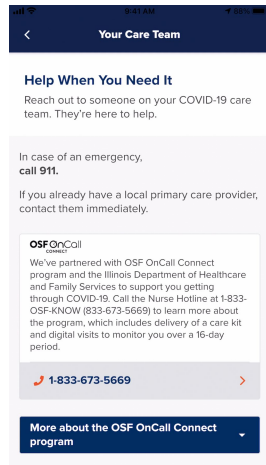 9:41 AM
66%
Your Care Team
Help When You Need It
Reach out to someone on your COVID-19 care
team. They're here to help.
In case of an emergency,
call 911.
If you already have a local primary care provider,
contact them immediately.
OSF OnCall
CONNECT
We've partnered with OSF OnCall Connect
program and the Illinois Department of Healthcare
and Family Services to support you getting
through COVID-19. Call the Nurse Hotline at 1-833-
OSF-KNOW (833-673-5669) to learn more about
the program, which includes delivery of a care kit
and digital visits to monitor you over a 16-day
period.
1-833-673-5669
More about the OSF OnCall Connect
program